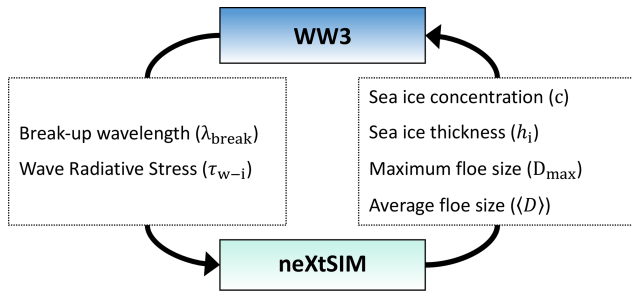 WW3
Break-up wavelength (λbreak)
Wave Radiative Stress (τw−i)
Sea ice concentration (c)
Sea ice thickness (hi)
Maximum floe size (Dmax)
Average floe size (⟨D⟩)
neXtSIM